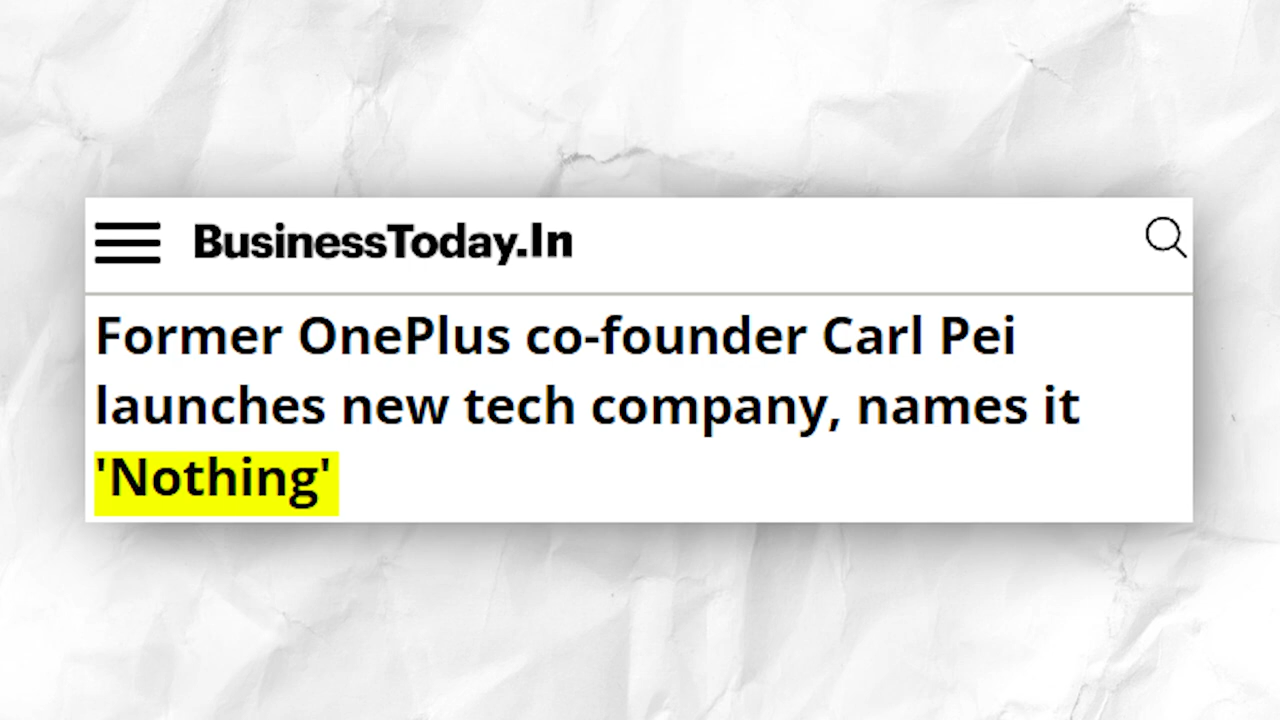 BusinessToday.In
Former OnePlus co-founder Carl Pei
launches new tech company, names it
'Nothing'